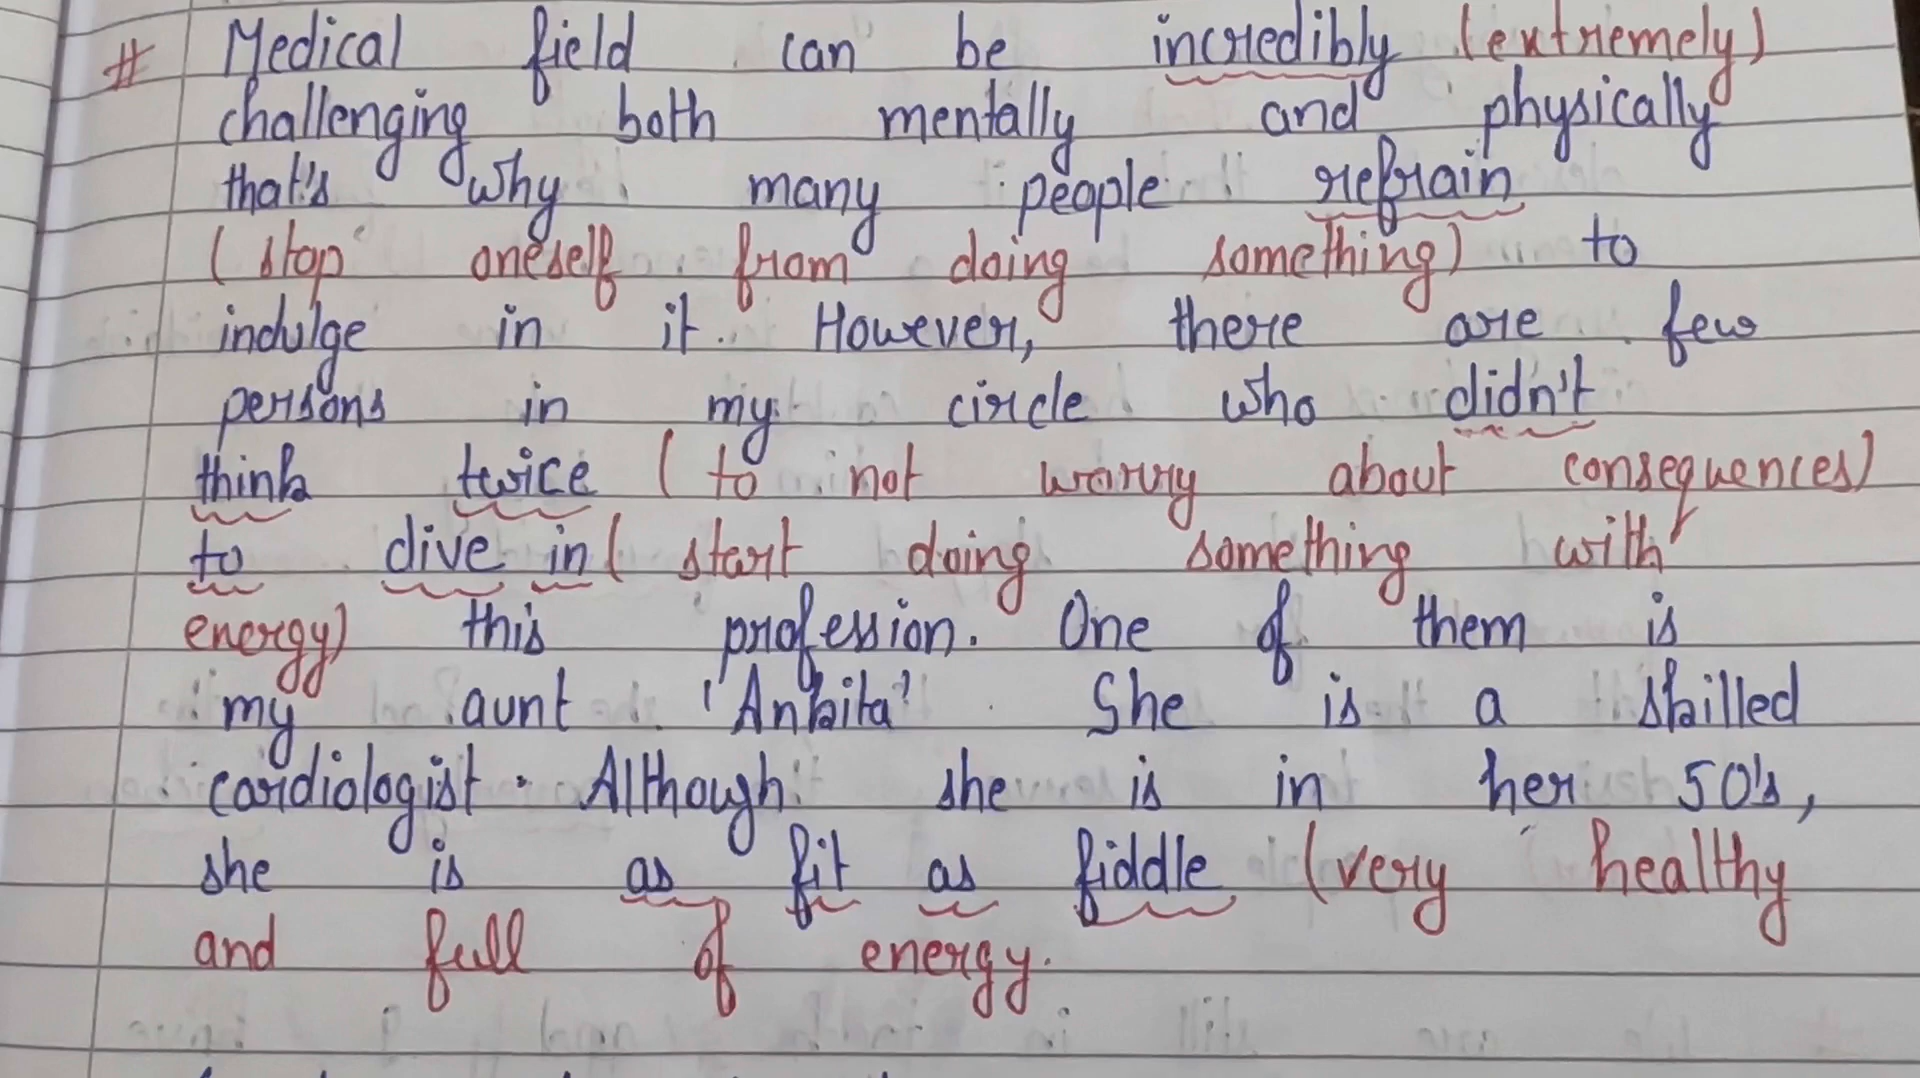 # Medical field can be incredibly (extremely)
challenging both mentally and physically
that's why many people refrain
(stop oneself from doing something) to
indulge in it. However, there are few
persons in my circle who didn't
think twice (to not worry about consequences)
to dive in (start doing something with
energy) this profession. One of them is
my aunt 'Ankita'. She is a skilled
cardiologist. Although she is in her 50's,
she is as fit as fiddle (very healthy
and full of energy.